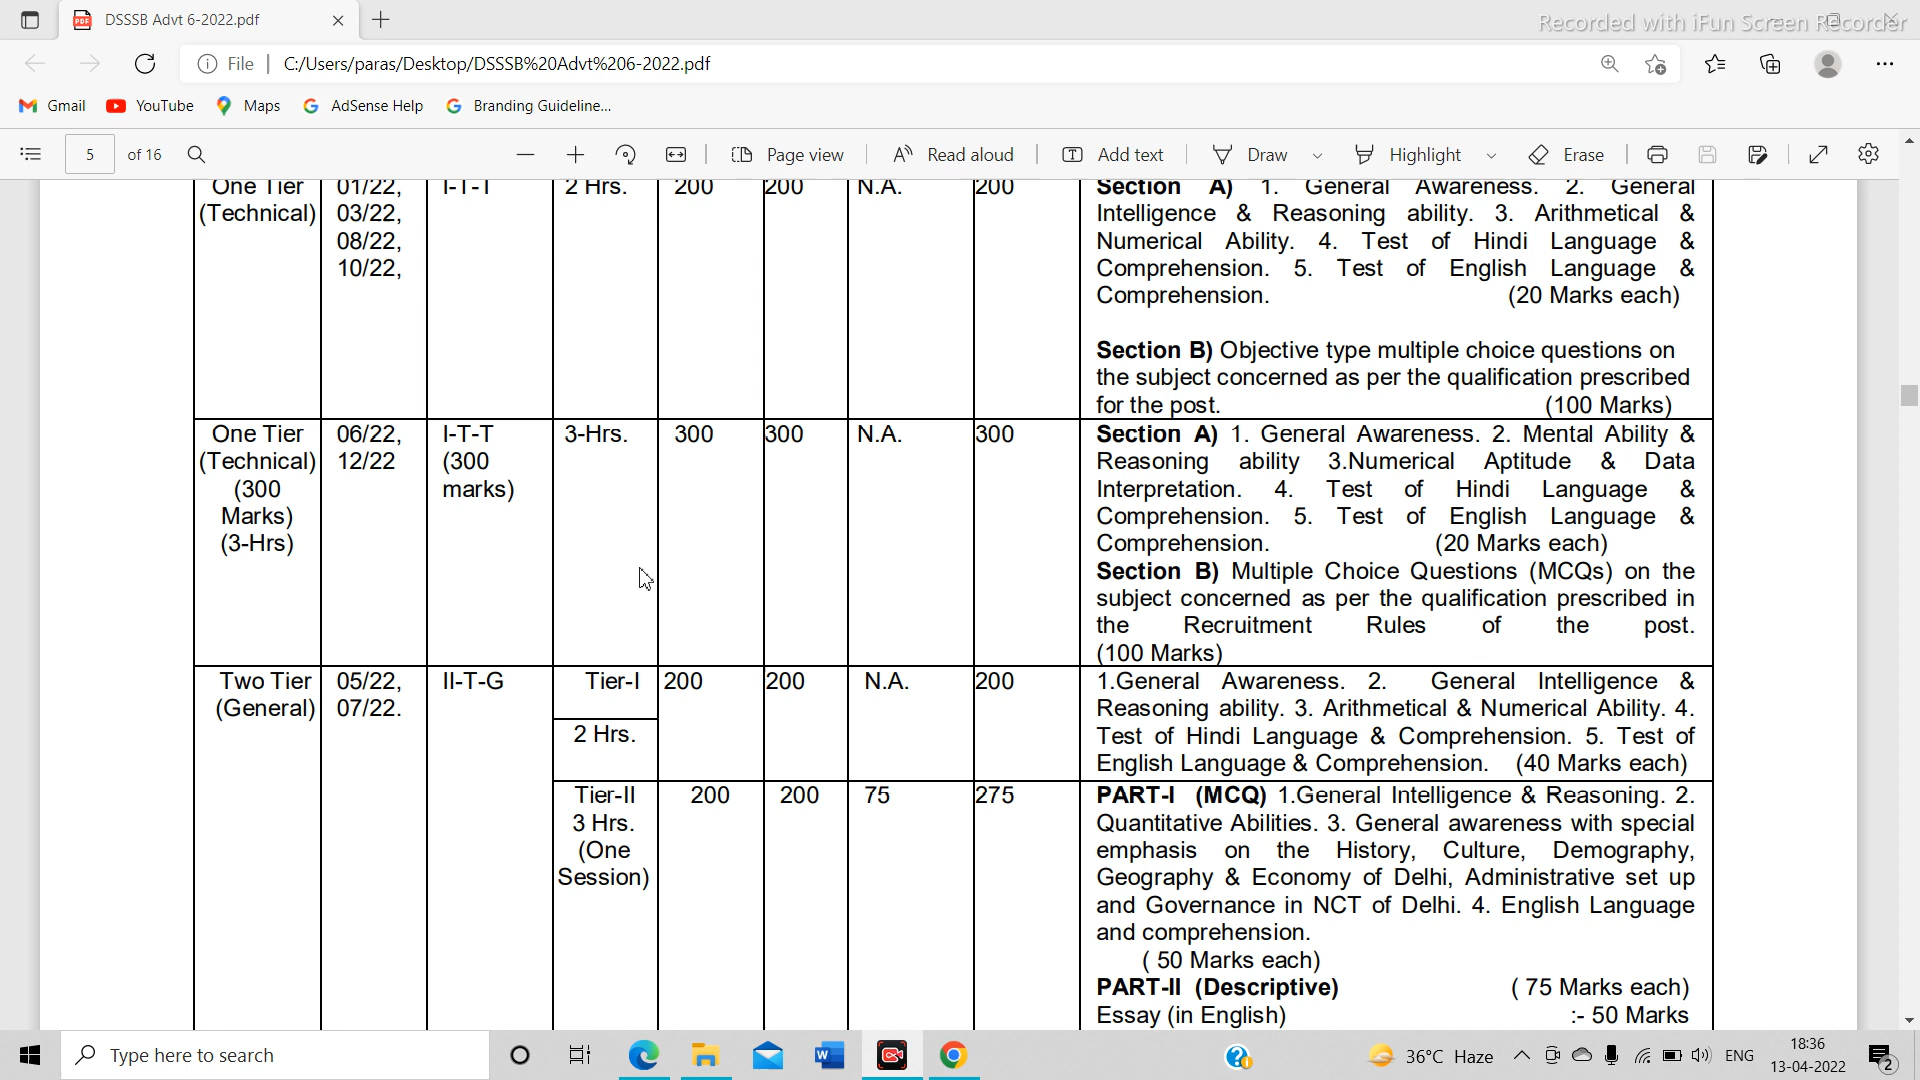 DSSSB Advt 6-2022.pdf
Recorded with iFun Screen Recorder
File
C:/Users/paras/Desktop/DSSSB%20Advt%206-2022.pdf
Gmail YouTube Maps AdSense Help Branding Guideline...
5 of 16 Page view Read aloud Add text Draw Highlight Erase
One Tier (Technical)
01/22, 03/22, 08/22, 10/22,
I-T-T
2 Hrs.
200
200
N.A.
200
Section A) 1. General Awareness. 2. General
Intelligence & Reasoning ability. 3. Arithmetical &
Numerical Ability. 4. Test of Hindi Language &
Comprehension. 5. Test of English Language &
Comprehension. (20 Marks each)
Section B) Objective type multiple choice questions on
the subject concerned as per the qualification prescribed
for the post. (100 Marks)
One Tier
(Technical)
(300
Marks)
(3-Hrs)
06/22,
12/22
I-T-T
(300
marks)
3-Hrs.
300
300
N.A.
300
Section A) 1. General Awareness. 2. Mental Ability &
Reasoning ability 3.Numerical Aptitude & Data
Interpretation. 4. Test of Hindi Language &
Comprehension. 5. Test of English Language &
Comprehension. (20 Marks each)
Section B) Multiple Choice Questions (MCQs) on the
subject concerned as per the qualification prescribed in
the Recruitment Rules of the post.
(100 Marks)
Two Tier
(General)
05/22,
07/22.
II-T-G
Tier-I
2 Hrs.
200
200
N.A.
200
1.General Awareness. 2. General Intelligence &
Reasoning ability. 3. Arithmetical & Numerical Ability. 4.
Test of Hindi Language & Comprehension. 5. Test of
English Language & Comprehension. (40 Marks each)
Tier-II
3 Hrs.
(One
Session)
200
200
75
275
PART-I (MCQ) 1.General Intelligence & Reasoning. 2.
Quantitative Abilities. 3. General awareness with special
emphasis on the History, Culture, Demography,
Geography & Economy of Delhi, Administrative set up
and Governance in NCT of Delhi. 4. English Language
and comprehension.
( 50 Marks each)
PART-II (Descriptive) ( 75 Marks each)
Essay (in English) :- 50 Marks
Type here to search
36°C Haze
ENG
18:36
13-04-2022
2